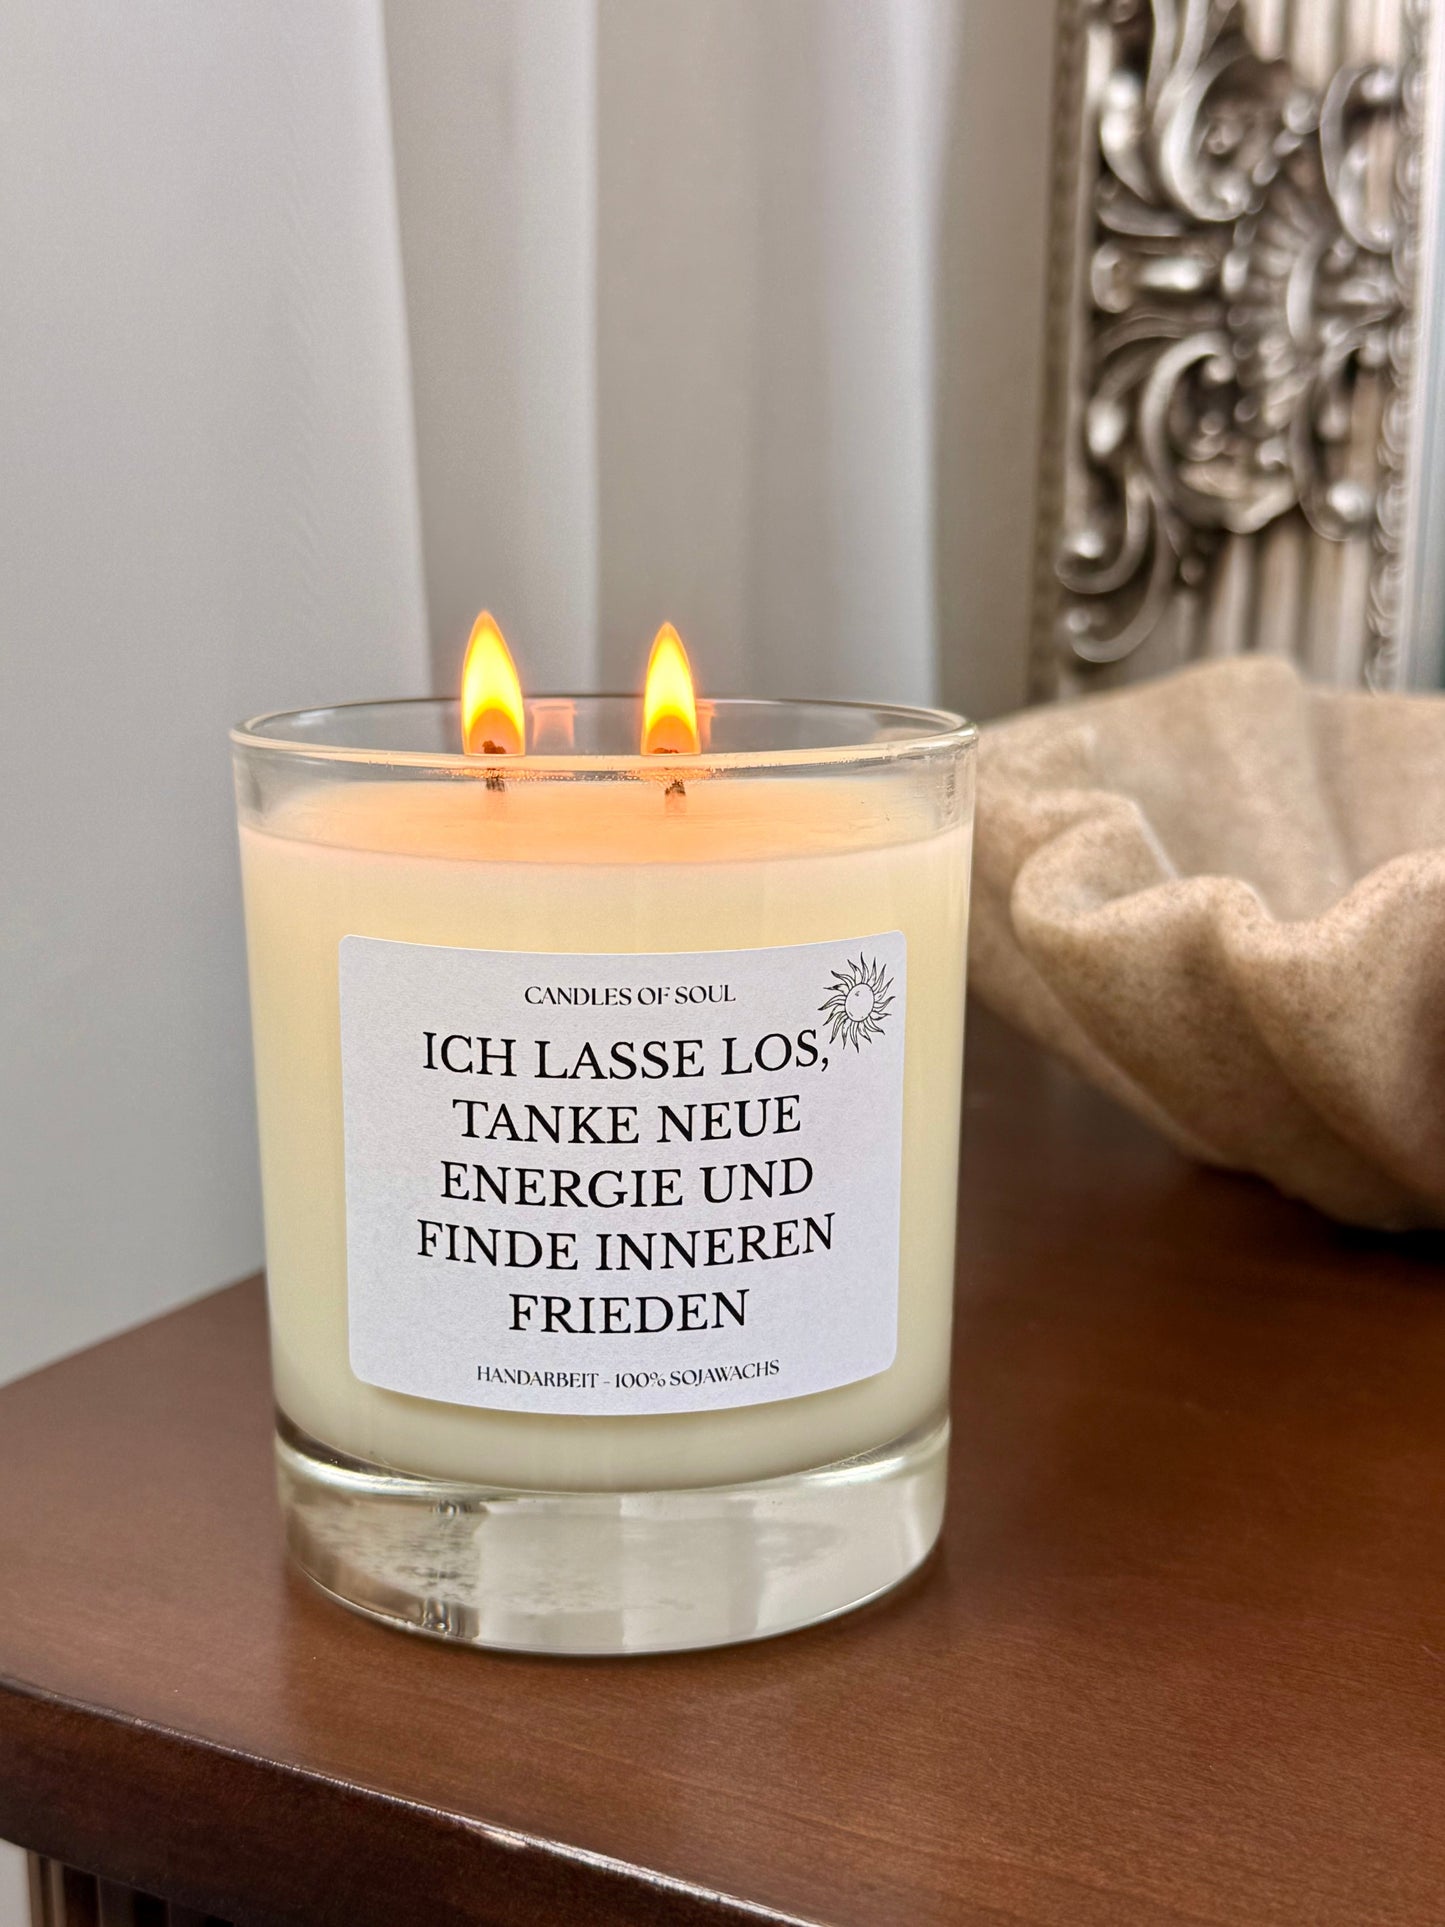 CANDLES OF SOUL
ICH LASSE LOS,
TANKE NEUE
ENERGIE UND
FINDE INNEREN
FRIEDEN
HANDARBEIT - 100% SOJAWACHS